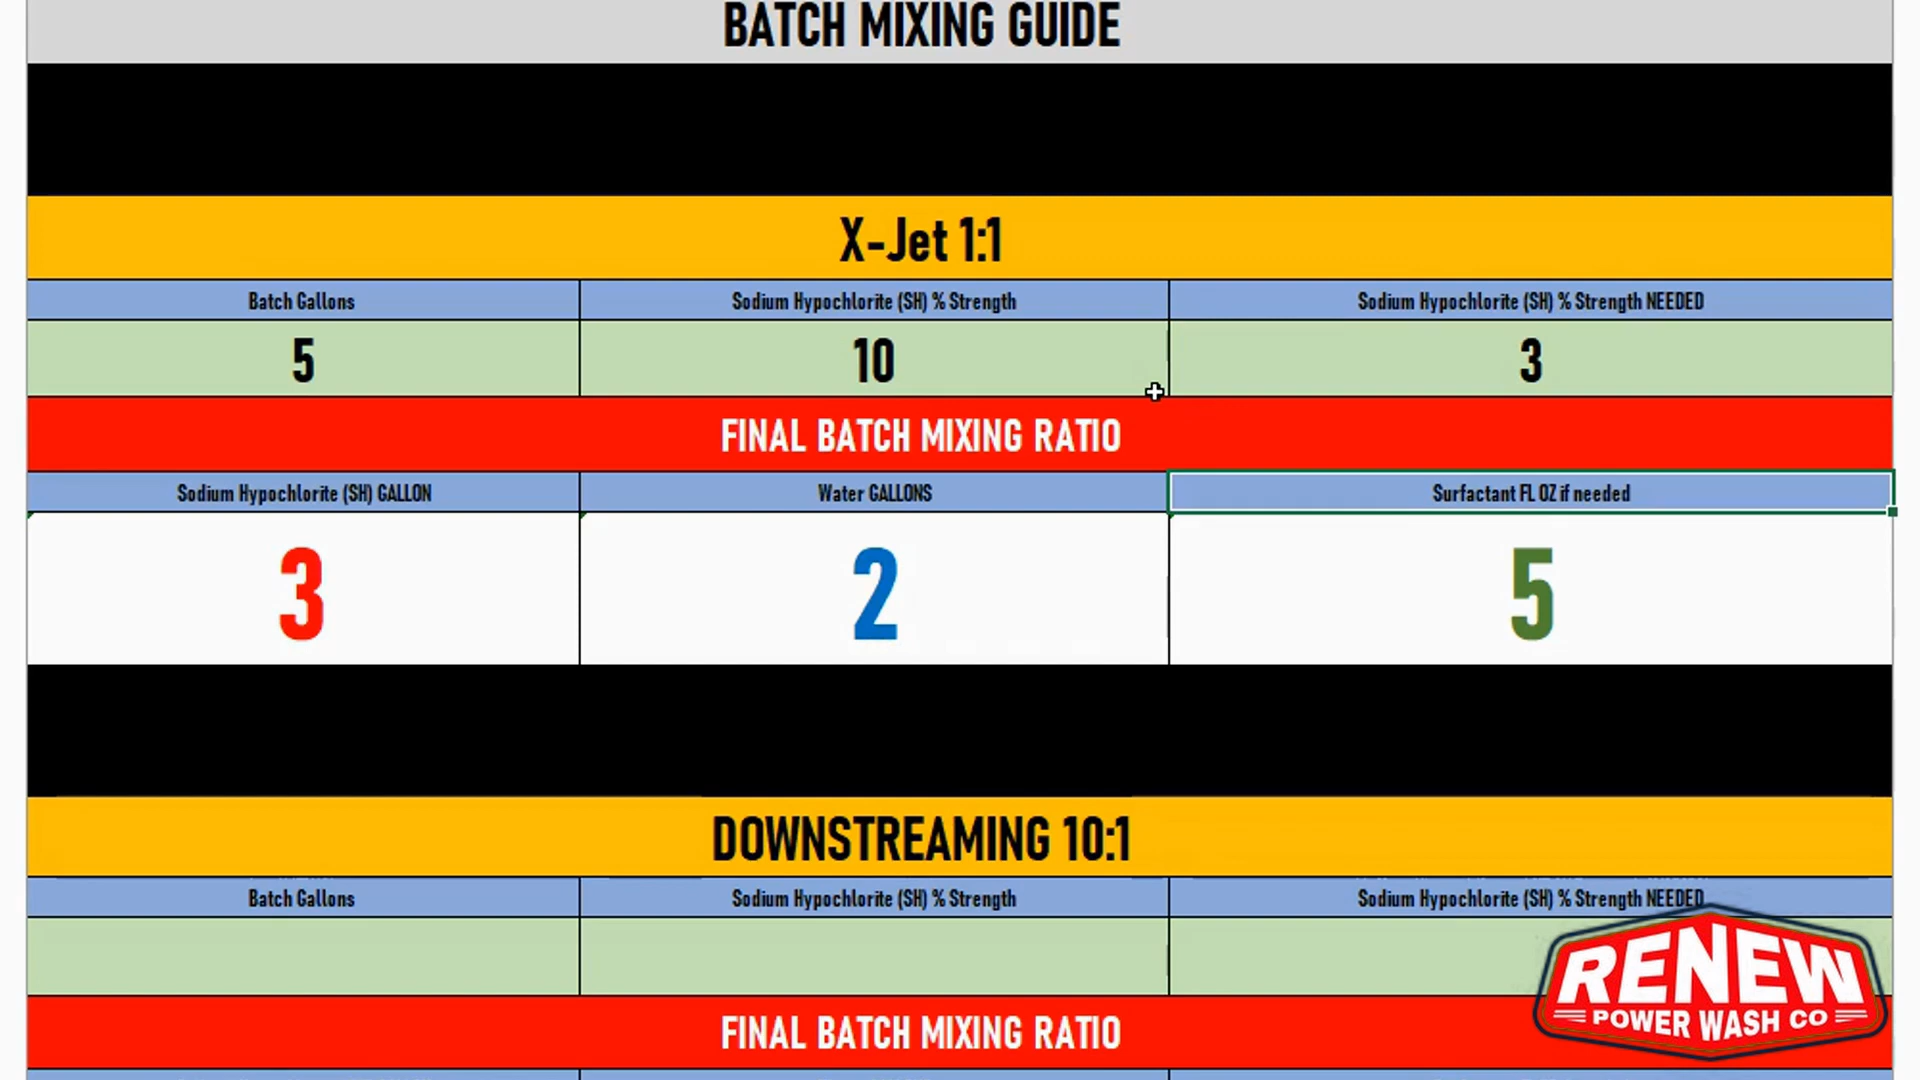 BATCH MIXING GUIDE
X-Jet 1:1
Batch Gallons
Sodium Hypochlorite (SH) % Strength
Sodium Hypochlorite (SH) % Strength NEEDED
5
10
3
FINAL BATCH MIXING RATIO
Sodium Hypochlorite (SH) GALLON
Water GALLONS
Surfactant FL OZ if needed
3
2
5
DOWNSTREAMING 10:1
Batch Gallons
Sodium Hypochlorite (SH) % Strength
Sodium Hypochlorite (SH) % Strength NEEDED
FINAL BATCH MIXING RATIO
RENEW
POWER WASH CO